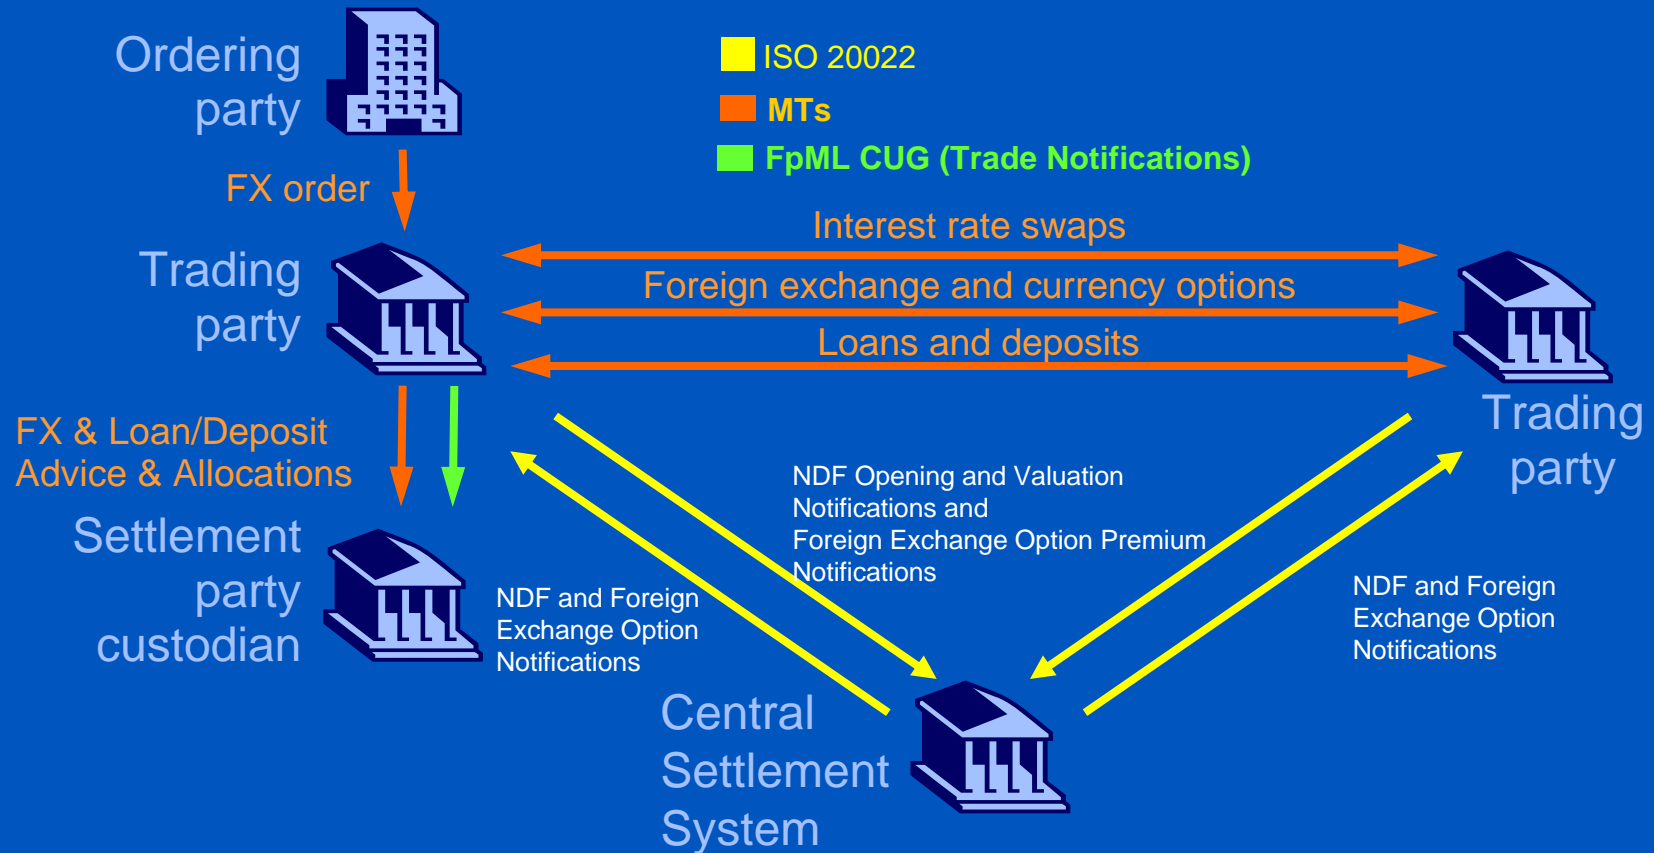 Ordering
party
ISO 20022
MTs
FpML CUG (Trade Notifications)
FX order
Interest rate swaps
Trading
party
Foreign exchange and currency options
Loans and deposits
Trading
party
FX & Loan/Deposit
Advice & Allocations
NDF Opening and Valuation
Notifications and
Foreign Exchange Option Premium
Notifications
Settlement
party
custodian
NDF and Foreign
Exchange Option
Notifications
NDF and Foreign
Exchange Option
Notifications
Central
Settlement
System